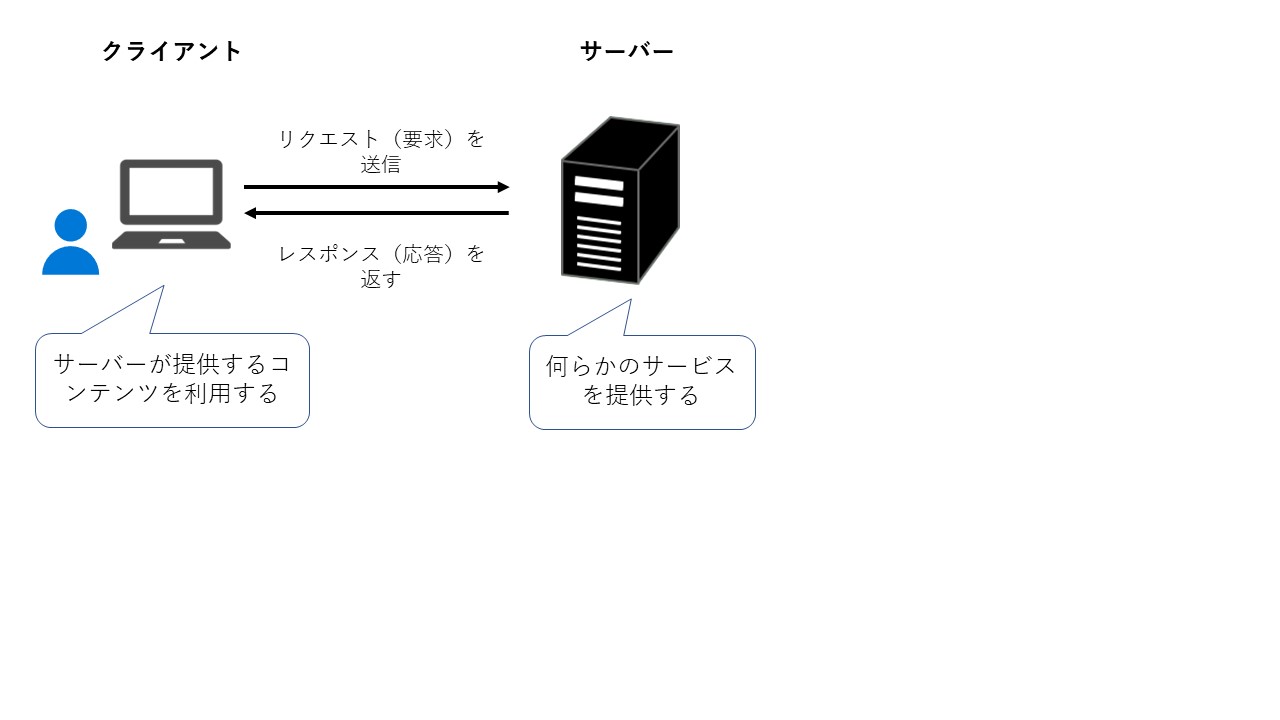 クライアント
サーバー
リクエスト（要求）を
送信
レスポンス（応答）を
返す
サーバーが提供するコ
ンテンツを利用する
何らかのサービス
を提供する